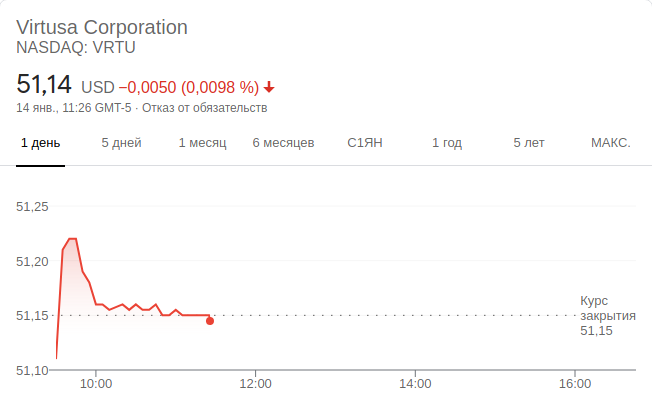 Virtusa Corporation
NASDAQ: VRTU
51,14 USD −0,0050 (0,0098 %)
14 янв., 11:26 GMT-5 · Отказ от обязательств
1 день 5 дней 1 месяц 6 месяцев С1ЯН 1 год 5 лет МАКС.
51,25
51,20
51,15
51,10
Курс
закрытия
51,15
10:00 12:00 14:00 16:00